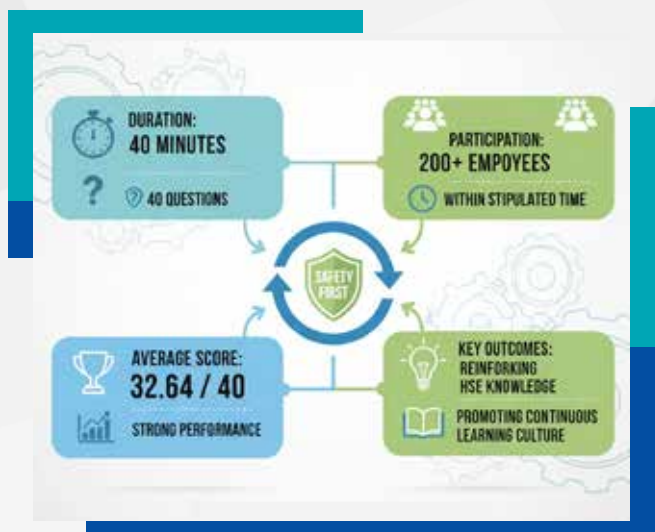 DURATION:
40 MINUTES
? 40 QUESTIONS
PARTICIPATION:
200+ EMPOYEES
WITHIN STIPULATED TIME
SAFETY
FIRST
AVERAGE SCORE:
32.64 / 40
STRONG PERFORMANCE
KEY OUTCOMES:
REINFORKING
HSE KNOWLEDGE
PROMOTING CONTINUOUS
LEARNING CULTURE